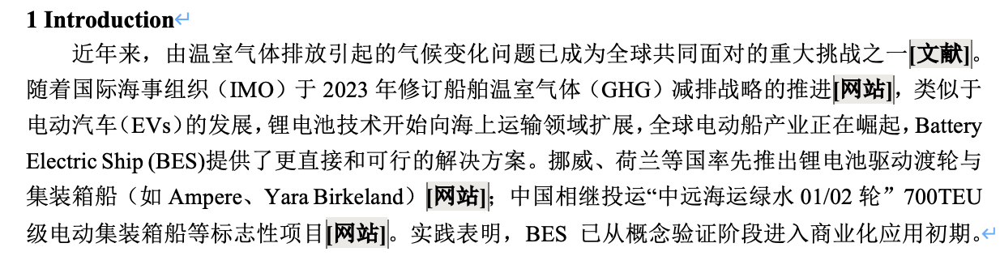 1 Introduction
近年来，由温室气体排放引起的气候变化问题已成为全球共同面对的重大挑战之一[文献]。
随着国际海事组织（IMO）于 2023 年修订船舶温室气体（GHG）减排战略的推进[网站]，类似于
电动汽车（EVs）的发展，锂电池技术开始向海上运输领域扩展，全球电动船产业正在崛起，Battery
Electric Ship (BES)提供了更直接和可行的解决方案。挪威、荷兰等国率先推出锂电池驱动渡轮与
集装箱船（如 Ampere、Yara Birkeland）[网站]；中国相继投运“中远海运绿水 01/02 轮”700TEU
级电动集装箱船等标志性项目[网站]。实践表明，BES 已从概念验证阶段进入商业化应用初期。